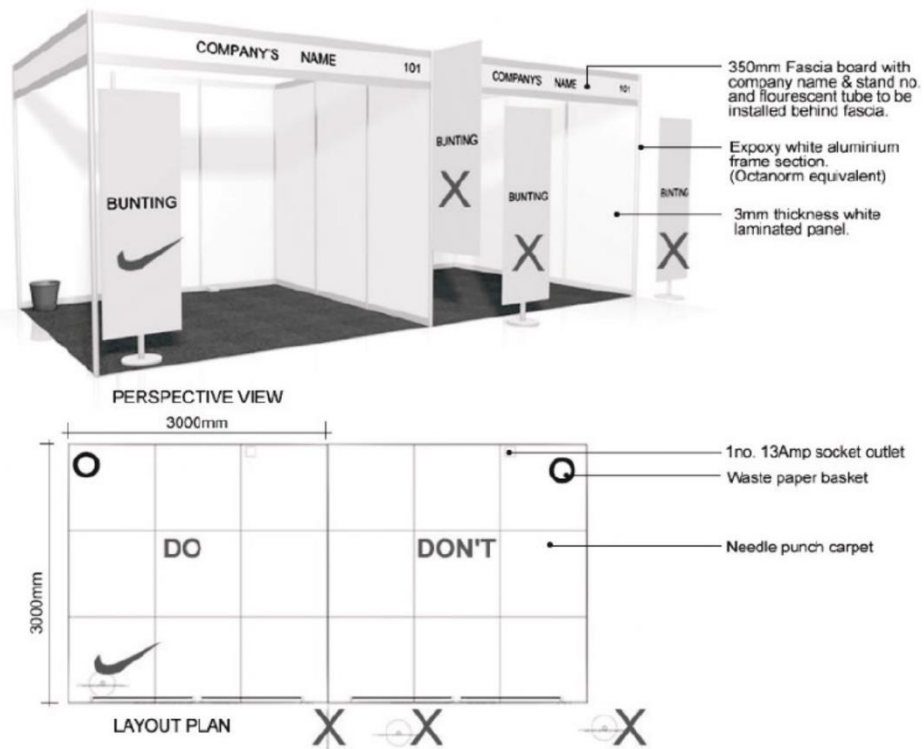 COMPANY'S NAME 101
COMPANY'S NAME 101
BUNTING
BUNTING
X
BUNTING
X
BUNTING
X
350mm Fascia board with
company name & stand no.
and flourescent tube to be
installed behind fascia.
Expoxy white aluminium
frame section.
(Octanorm equivalent)
3mm thickness white
laminated panel.
PERSPECTIVE VIEW
3000mm
3000mm
DO
DON'T
1no. 13Amp socket outlet
Waste paper basket
Needle punch carpet
LAYOUT PLAN
X X X